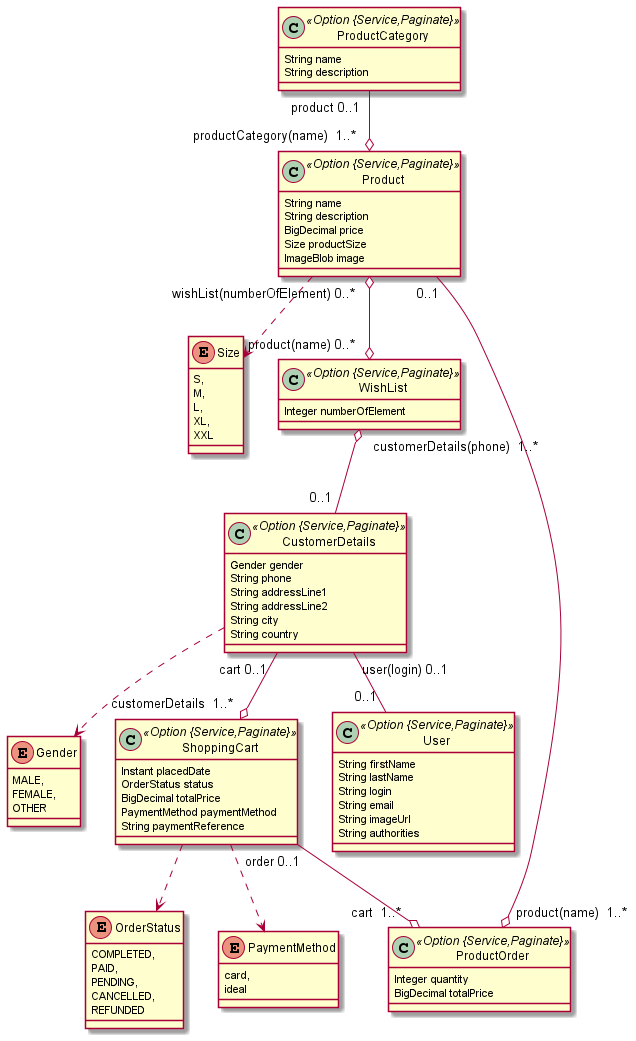 C
«Option {Service,Paginate}»
ProductCategory
String name
String description
product 0..1
productCategory(name) 1..*
C
«Option {Service,Paginate}»
Product
String name
String description
BigDecimal price
Size productSize
ImageBlob image
wishList(numberOfElement) 0..*
0..1
E Size
S,
M,
L,
XL,
XXL
product(name) 0..*
C
«Option {Service,Paginate}»
WishList
Integer numberOfElement
customerDetails(phone) 1..*
0..1
C
«Option {Service,Paginate}»
CustomerDetails
Gender gender
String phone
String addressLine1
String addressLine2
String city
String country
cart 0..1
user(login) 0..1
customerDetails 1..*
0..1
E Gender
MALE,
FEMALE,
OTHER
C
«Option {Service,Paginate}»
ShoppingCart
Instant placedDate
OrderStatus status
BigDecimal totalPrice
PaymentMethod paymentMethod
String paymentReference
C
«Option {Service,Paginate}»
User
String firstName
String lastName
String login
String email
String imageUrl
String authorities
order 0..1
cart 1..*
product(name) 1..*
E OrderStatus
COMPLETED,
PAID,
PENDING,
CANCELLED,
REFUNDED
E PaymentMethod
card,
ideal
C
«Option {Service,Paginate}»
ProductOrder
Integer quantity
BigDecimal totalPrice